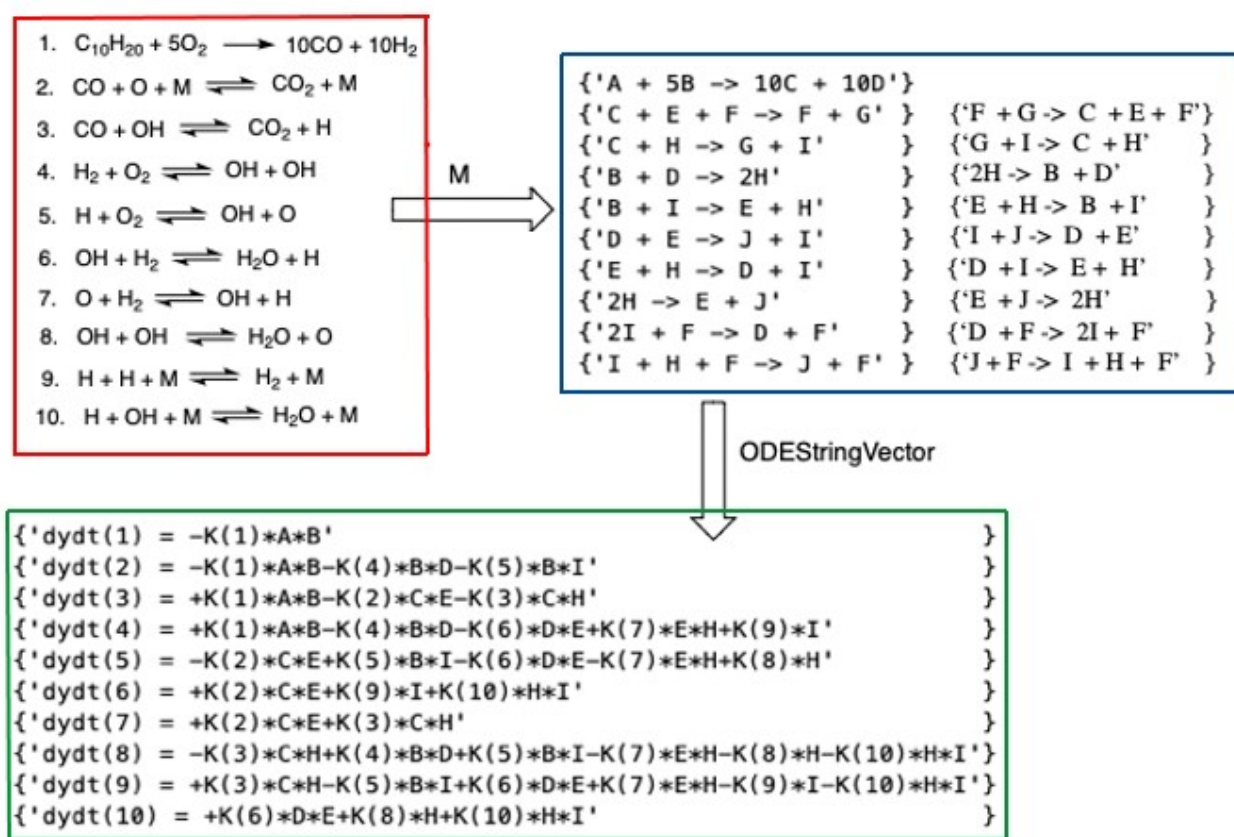 1. C₁₀H₂₀ + 5O₂ ⟶ 10CO + 10H₂
2. CO + O + M ⇌ CO₂ + M
3. CO + OH ⇌ CO₂ + H
4. H₂ + O₂ ⇌ OH + OH
5. H + O₂ ⇌ OH + O
6. OH + H₂ ⇌ H₂O + H
7. O + H₂ ⇌ OH + H
8. OH + OH ⇌ H₂O + O
9. H + H + M ⇌ H₂ + M
10. H + OH + M ⇌ H₂O + M
M
{'A + 5B -> 10C + 10D'}
{'C + E + F -> F + G' } {‘F + G -> C + E + F’}
{'C + H -> G + I' } {‘G + I -> C + H’ }
{'B + D -> 2H' } {‘2H -> B + D’ }
{'B + I -> E + H' } {‘E + H -> B + I’ }
{'D + E -> J + I' } {‘I + J -> D + E’ }
{'E + H -> D + I' } {‘D + I -> E + H’ }
{'2H -> E + J' } {‘E + J -> 2H’ }
{'2I + F -> D + F' } {‘D + F -> 2I + F’ }
{'I + H + F -> J + F' } {‘J + F -> I + H + F’ }
ODEStringVector
{'dydt(1) = -K(1)*A*B' }
{'dydt(2) = -K(1)*A*B-K(4)*B*D-K(5)*B*I' }
{'dydt(3) = +K(1)*A*B-K(2)*C*E-K(3)*C*H' }
{'dydt(4) = +K(1)*A*B-K(4)*B*D-K(6)*D*E+K(7)*E*H+K(9)*I' }
{'dydt(5) = -K(2)*C*E+K(5)*B*I-K(6)*D*E-K(7)*E*H+K(8)*H' }
{'dydt(6) = +K(2)*C*E+K(9)*I+K(10)*H*I' }
{'dydt(7) = +K(2)*C*E+K(3)*C*H' }
{'dydt(8) = -K(3)*C*H+K(4)*B*D+K(5)*B*I-K(7)*E*H-K(8)*H-K(10)*H*I'}
{'dydt(9) = +K(3)*C*H-K(5)*B*I+K(6)*D*E+K(7)*E*H-K(9)*I-K(10)*H*I'}
{'dydt(10) = +K(6)*D*E+K(8)*H+K(10)*H*I' }